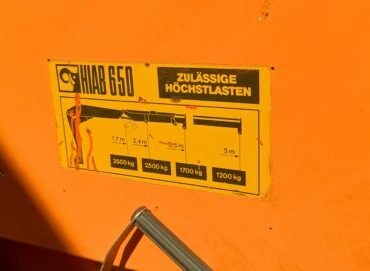 HIAB 650
ZULÄSSIGE
HÖCHSTLASTEN
1,7 m
2,4 m
5 m
3500 kg
2500 kg
1700 kg
1200 kg